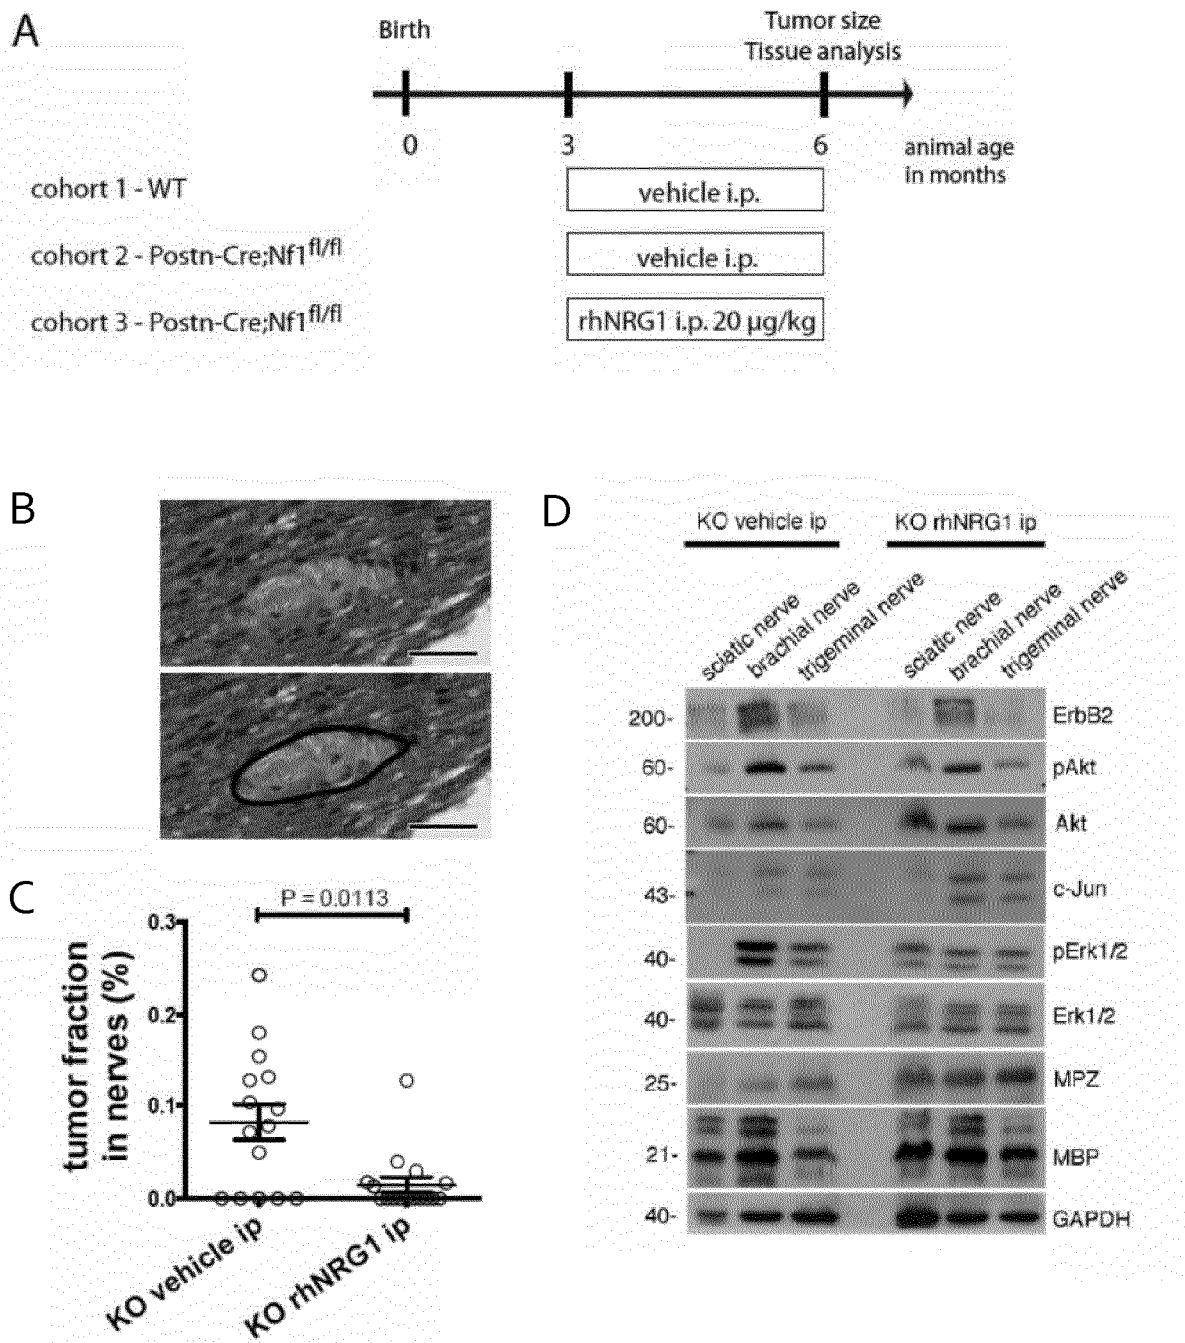 A
Birth
Tumor size
Tissue analysis
0
3
6
animal age
in months
cohort 1 - WT
vehicle i.p.
cohort 2 - Postn-Cre;Nf1fl/fl
vehicle i.p.
cohort 3 - Postn-Cre;Nf1fl/fl
rhNRG1 i.p. 20 µg/kg
B
C
P = 0.0113
tumor fraction
in nerves (%)
0.3
0.2
0.1
0.0
KO vehicle ip
KO rhNRG1 ip
D
KO vehicle ip
KO rhNRG1 ip
sciatic nerve
brachial nerve
trigeminal nerve
sciatic nerve
brachial nerve
trigeminal nerve
200- ErbB2
60- pAkt
60- Akt
43- c-Jun
40- pErk1/2
40- Erk1/2
25- MPZ
21- MBP
40- GAPDH